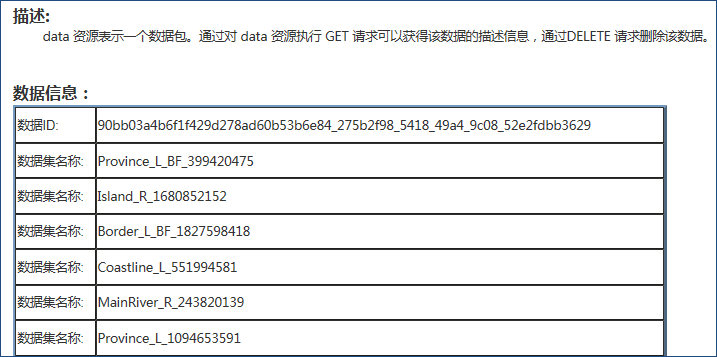 描述:
data 资源表示一个数据包。通过对 data 资源执行 GET 请求可以获得该数据的描述信息，通过DELETE 请求删除该数据。
数据信息：
数据ID: 90bb03a4b6f1f429d278ad60b53b6e84_275b2f98_5418_49a4_9c08_52e2fdbb3629
数据集名称: Province_L_BF_399420475
数据集名称: Island_R_1680852152
数据集名称: Border_L_BF_1827598418
数据集名称: Coastline_L_551994581
数据集名称: MainRiver_R_243820139
数据集名称: Province_L_1094653591